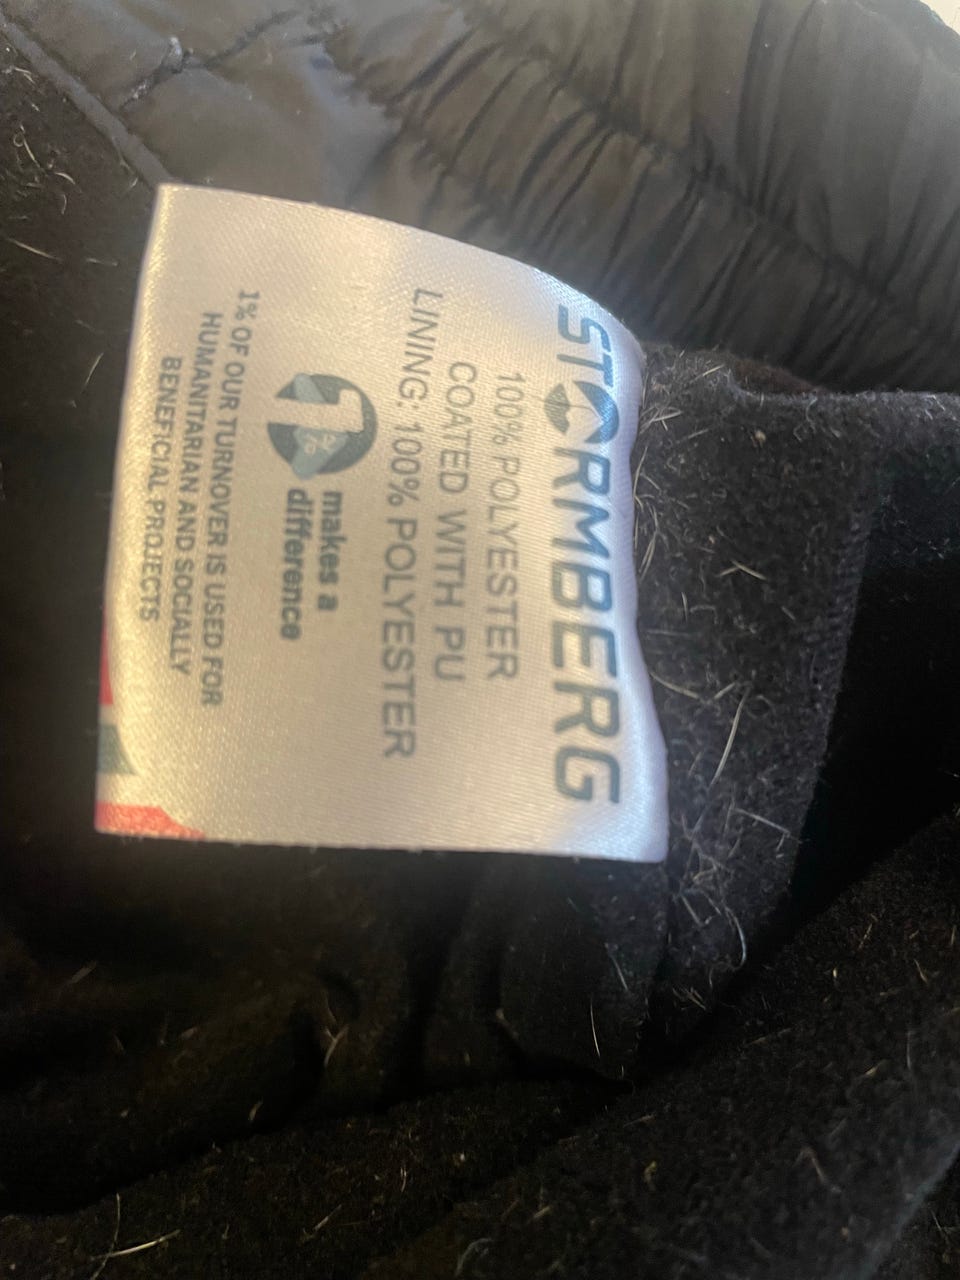 STORMBERG
100% POLYESTER
COATED WITH PU
LINING: 100% POLYESTER
1%
makes a
difference
1% OF OUR TURNOVER IS USED FOR
HUMANITARIAN AND SOCIALLY
BENEFICIAL PROJECTS